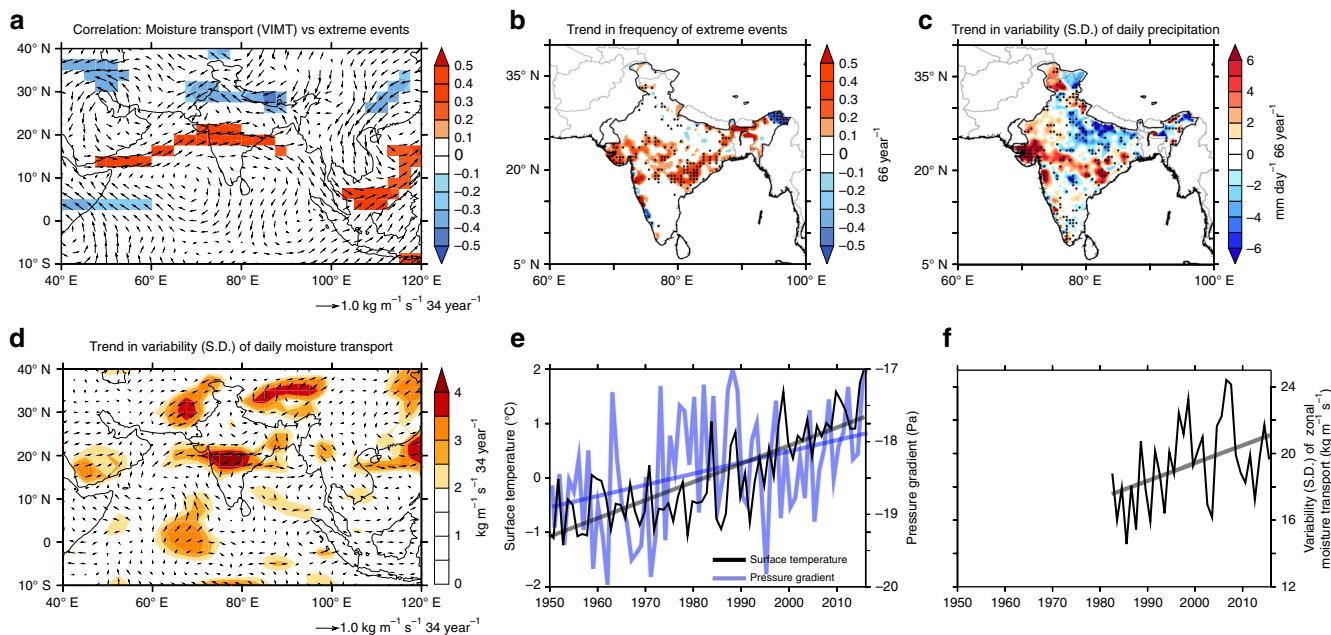 a
Correlation: Moisture transport (VIMT) vs extreme events
40° N
30° N
20° N
10° N
0
10° S
40° E
60° E
80° E
100° E
120° E
0.5
0.4
0.3
0.2
0.1
0
−0.1
−0.2
−0.3
−0.4
−0.5
1.0 kg m−1 s−1 34 year−1
b
Trend in frequency of extreme events
35° N
20° N
5° N
60° E
80° E
100° E
0.5
0.4
0.3
0.2
0.1
0
−0.1
−0.2
−0.3
−0.4
−0.5
66 year−1
c
Trend in variability (S.D.) of daily precipitation
35° N
20° N
5° N
60° E
80° E
100° E
6
4
2
0
−2
−4
−6
mm day−1 66 year−1
d
Trend in variability (S.D.) of daily moisture transport
40° N
30° N
20° N
10° N
0
10° S
40 E
60° E
80° E
100° E
120° E
4
3
2
1
0
kg m−1 s−1 34 year−1
1.0 kg m−1 s−1 34 year−1
e
Surface temperature (°C)
2
1
0
−1
−2
1950
1960
1970
1980
1990
2000
2010
−17
−18
−19
−20
Pressure gradient (Pa)
Surface temperature
Pressure gradient
f
1950
1960
1970
1980
1990
2000
2010
24
20
16
12
Variability (S.D.) of zonal
moisture transport (kg m−1 s−1)